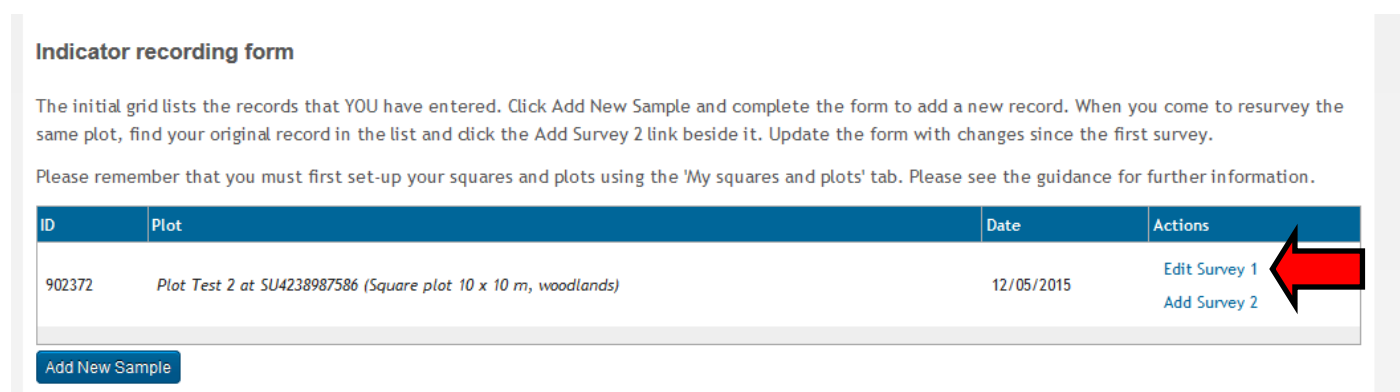 Indicator recording form
The initial grid lists the records that YOU have entered. Click Add New Sample and complete the form to add a new record. When you come to resurvey the
same plot, find your original record in the list and click the Add Survey 2 link beside it. Update the form with changes since the first survey.
Please remember that you must first set-up your squares and plots using the 'My squares and plots' tab. Please see the guidance for further information.
ID Plot Date Actions
902372 Plot Test 2 at SU4238987586 (Square plot 10 x 10 m, woodlands) 12/05/2015 Edit Survey 1
Add Survey 2
Add New Sample